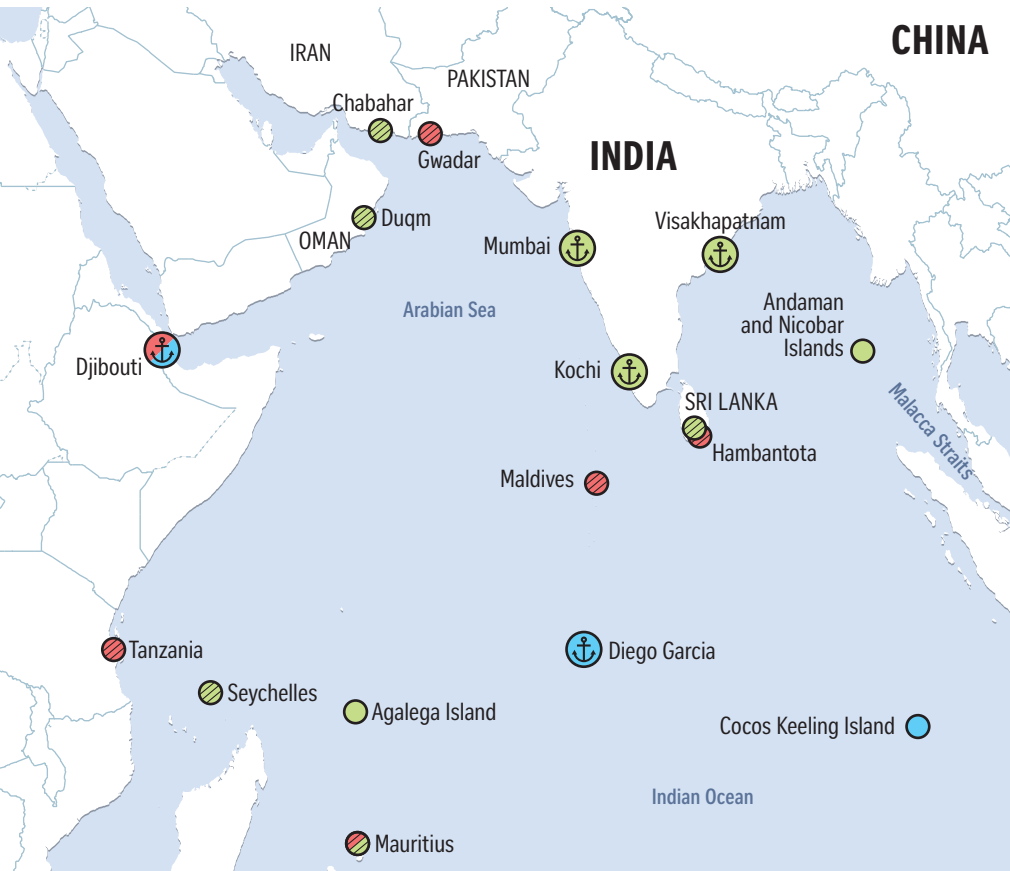 CHINA
IRAN
PAKISTAN
Chabahar
Gwadar
INDIA
Duqm
OMAN
Mumbai
Visakhapatnam
Arabian Sea
Andaman
and Nicobar
Islands
Djibouti
Kochi
SRI LANKA
Malacca Straits
Hambantota
Maldives
Tanzania
Diego Garcia
Seychelles
Agalega Island
Cocos Keeling Island
Indian Ocean
Mauritius